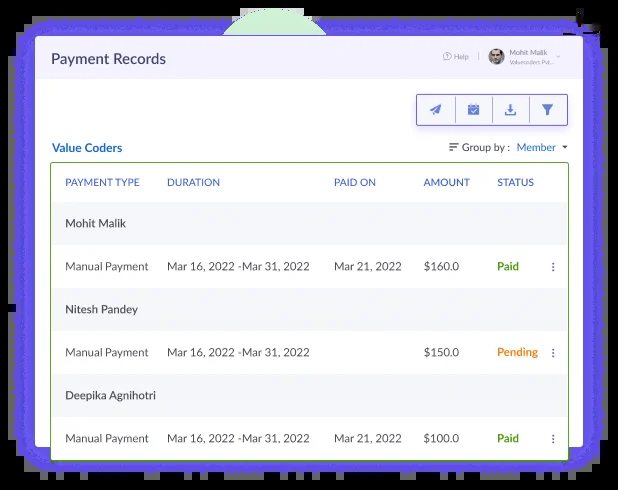 Payment Records
Help
Mohit Malik
Valuecoders Pvt...
Value Coders
Group by : Member
PAYMENT TYPE DURATION PAID ON AMOUNT STATUS
Mohit Malik
Manual Payment Mar 16, 2022 -Mar 31, 2022 Mar 21, 2022 $160.0 Paid
Nitesh Pandey
Manual Payment Mar 16, 2022 -Mar 31, 2022 $150.0 Pending
Deepika Agnihotri
Manual Payment Mar 16, 2022 -Mar 31, 2022 Mar 21, 2022 $100.0 Paid